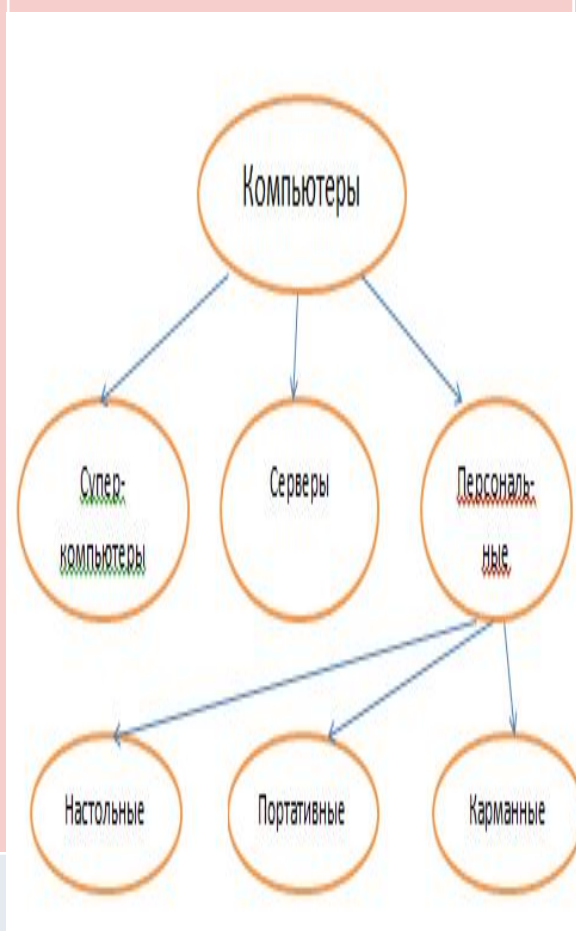 Компьютеры
Супер-
компьютеры
Серверы
Персональ-
ные
Настольные
Портативные
Карманные